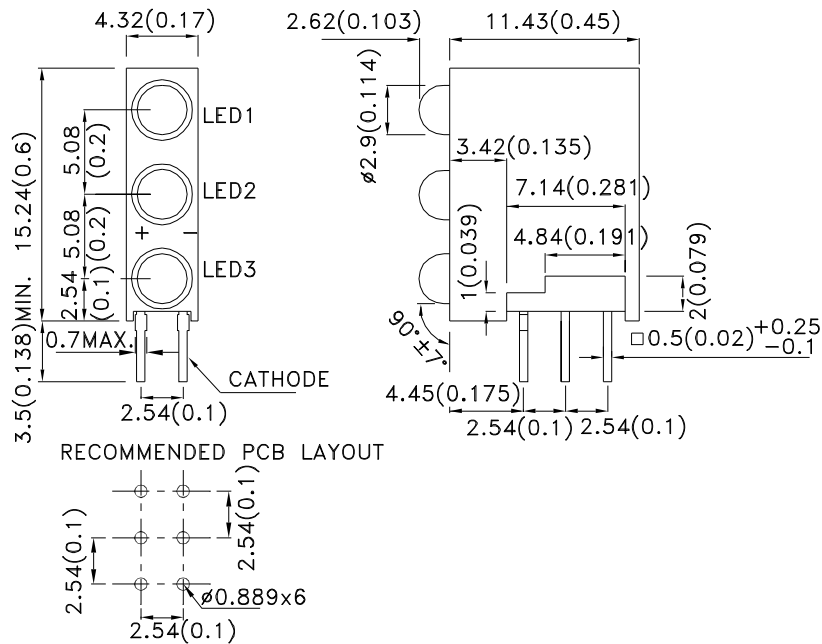 4.32(0.17)
2.62(0.103)
11.43(0.45)
ø2.9(0.114)
LED1
3.42(0.135)
5.08
(0.2)
15.24(0.6)
7.14(0.281)
LED2
+ −
5.08
(0.2)
4.84(0.191)
1(0.039)
2(0.079)
LED3
2.54
(0.1)
3.5(0.138)MIN.
90°±7°
0.7MAX.
□0.5(0.02)+0.25
−0.1
CATHODE
4.45(0.175)
2.54(0.1)
2.54(0.1)
2.54(0.1)
RECOMMENDED PCB LAYOUT
2.54(0.1)
2.54(0.1)
ø0.889x6
2.54(0.1)